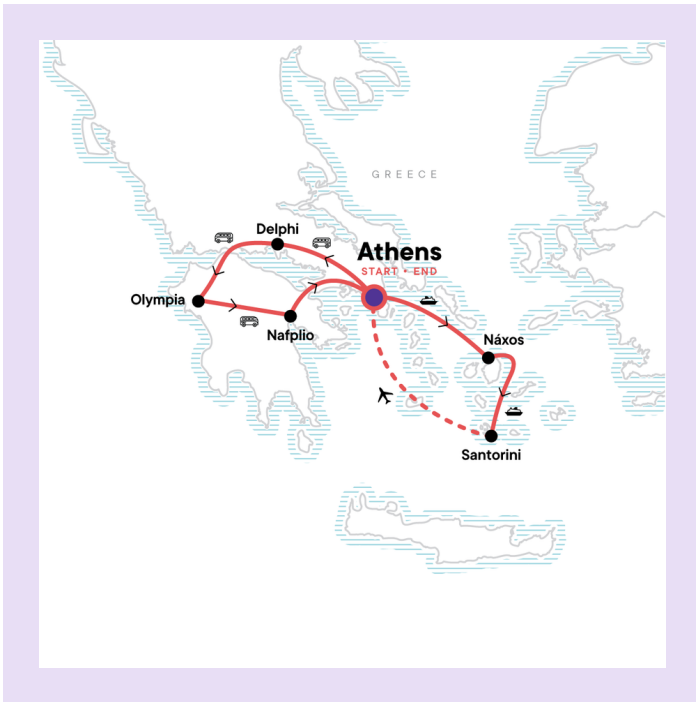 GREECE
Delphi
Athens
START • END
Olympia
Nafplio
Náxos
Santorini